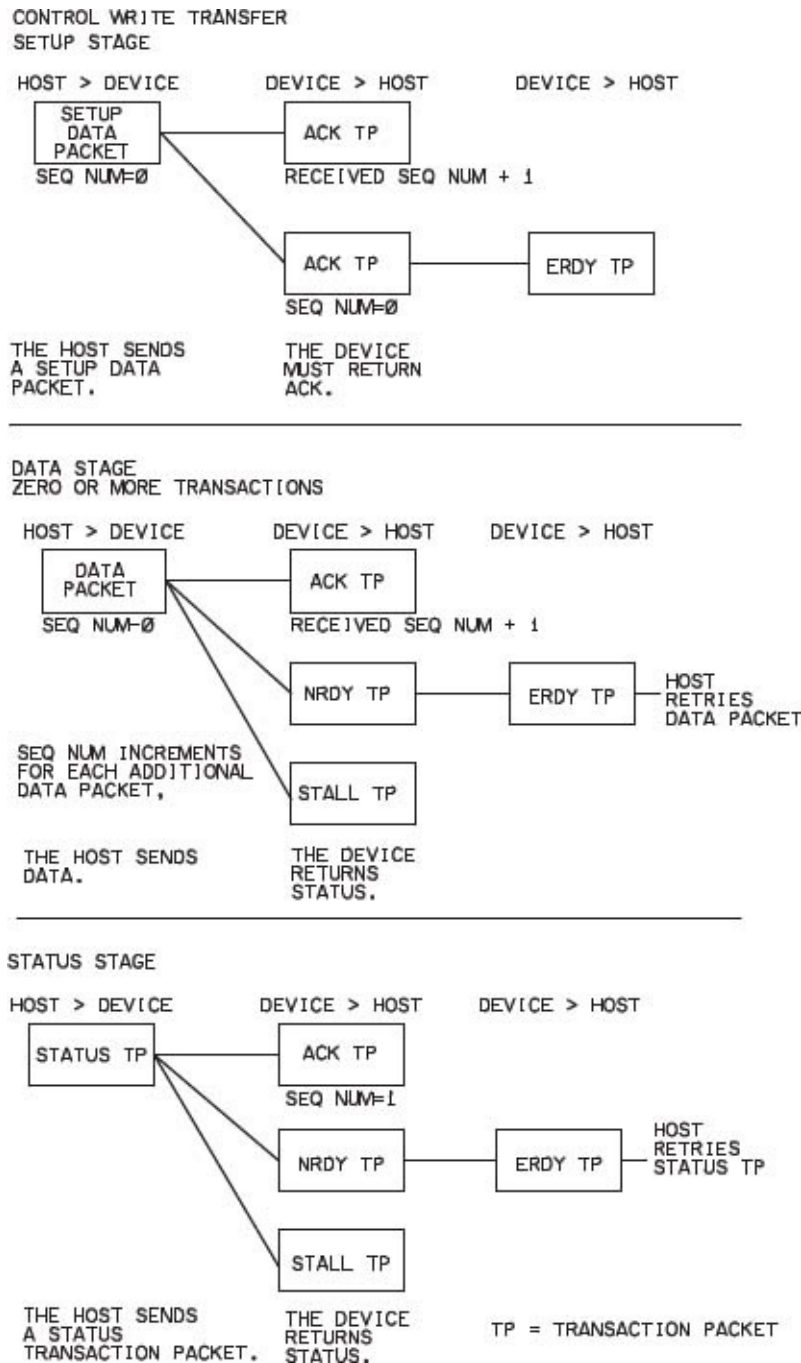 CONTROL WRITE TRANSFER
SETUP STAGE
HOST > DEVICE
DEVICE > HOST
DEVICE > HOST
SETUP
DATA
PACKET
SEQ NUM=0
ACK TP
RECEIVED SEQ NUM + 1
ACK TP
SEQ NUM=0
ERDY TP
THE HOST SENDS
A SETUP DATA
PACKET.
THE DEVICE
MUST RETURN
ACK.
DATA STAGE
ZERO OR MORE TRANSACTIONS
HOST > DEVICE
DEVICE > HOST
DEVICE > HOST
DATA
PACKET
SEQ NUM-0
ACK TP
RECEIVED SEQ NUM + 1
NRDY TP
ERDY TP
HOST
RETRIES
DATA PACKET
SEQ NUM INCREMENTS
FOR EACH ADDITIONAL
DATA PACKET.
STALL TP
THE HOST SENDS
DATA.
THE DEVICE
RETURNS
STATUS.
STATUS STAGE
HOST > DEVICE
DEVICE > HOST
DEVICE > HOST
STATUS TP
ACK TP
SEQ NUM=1
NRDY TP
ERDY TP
HOST
RETRIES
STATUS TP
STALL TP
THE HOST SENDS
A STATUS
TRANSACTION PACKET.
THE DEVICE
RETURNS
STATUS.
TP = TRANSACTION PACKET